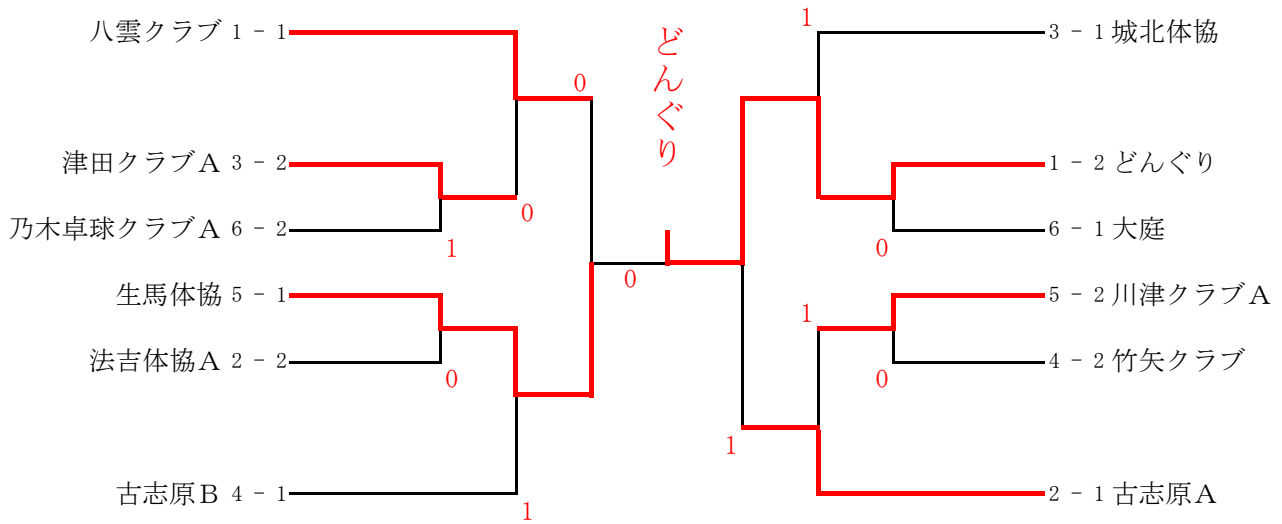 八雲クラブ 1 - 1
津田クラブA 3 - 2
乃木卓球クラブA 6 - 2
生馬体協 5 - 1
法吉体協A 2 - 2
古志原B 4 - 1
0
0
1
0
1
どんぐり
0
1
0
1
0
1
3 - 1 城北体協
1 - 2 どんぐり
6 - 1 大庭
5 - 2 川津クラブA
4 - 2 竹矢クラブ
2 - 1 古志原A